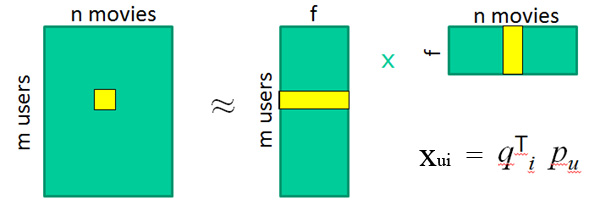 n movies
m users
≈
f
m users
x
n movies
f
xui = qTi pu